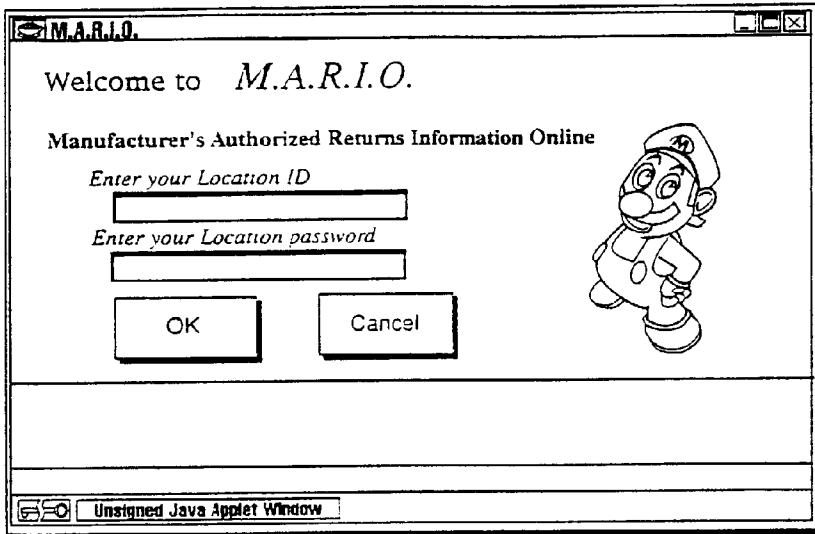 M.A.R.I.O.
Welcome to M.A.R.I.O.
Manufacturer's Authorized Returns Information Online
M
Enter your Location ID
Enter your Location password
OK Cancel
Unsigned Java Applet Window